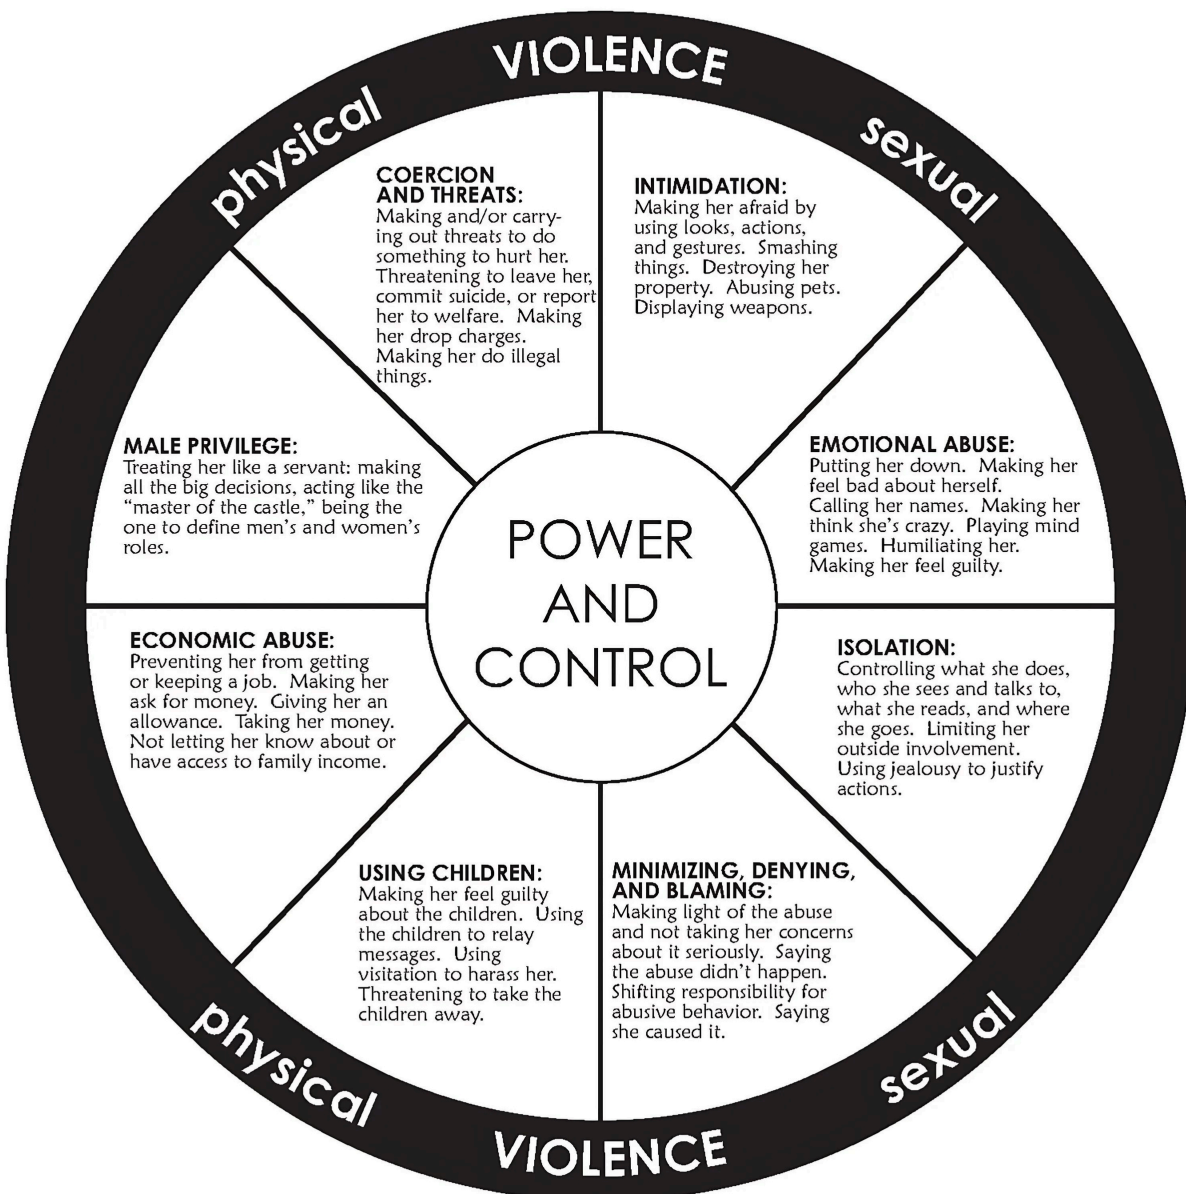 VIOLENCE
physical
sexual
COERCION
AND THREATS:
Making and/or carry-
ing out threats to do
something to hurt her.
Threatening to leave her,
commit suicide, or report
her to welfare. Making
her drop charges.
Making her do illegal
things.
INTIMIDATION:
Making her afraid by
using looks, actions,
and gestures. Smashing
things. Destroying her
property. Abusing pets.
Displaying weapons.
MALE PRIVILEGE:
Treating her like a servant: making
all the big decisions, acting like the
“master of the castle,” being the
one to define men’s and women’s
roles.
EMOTIONAL ABUSE:
Putting her down. Making her
feel bad about herself.
Calling her names. Making her
think she’s crazy. Playing mind
games. Humiliating her.
Making her feel guilty.
POWER
AND
CONTROL
ECONOMIC ABUSE:
Preventing her from getting
or keeping a job. Making her
ask for money. Giving her an
allowance. Taking her money.
Not letting her know about or
have access to family income.
ISOLATION:
Controlling what she does,
who she sees and talks to,
what she reads, and where
she goes. Limiting her
outside involvement.
Using jealousy to justify
actions.
USING CHILDREN:
Making her feel guilty
about the children. Using
the children to relay
messages. Using
visitation to harass her.
Threatening to take the
children away.
MINIMIZING, DENYING,
AND BLAMING:
Making light of the abuse
and not taking her concerns
about it seriously. Saying
the abuse didn’t happen.
Shifting responsibility for
abusive behavior. Saying
she caused it.
physical
sexual
VIOLENCE